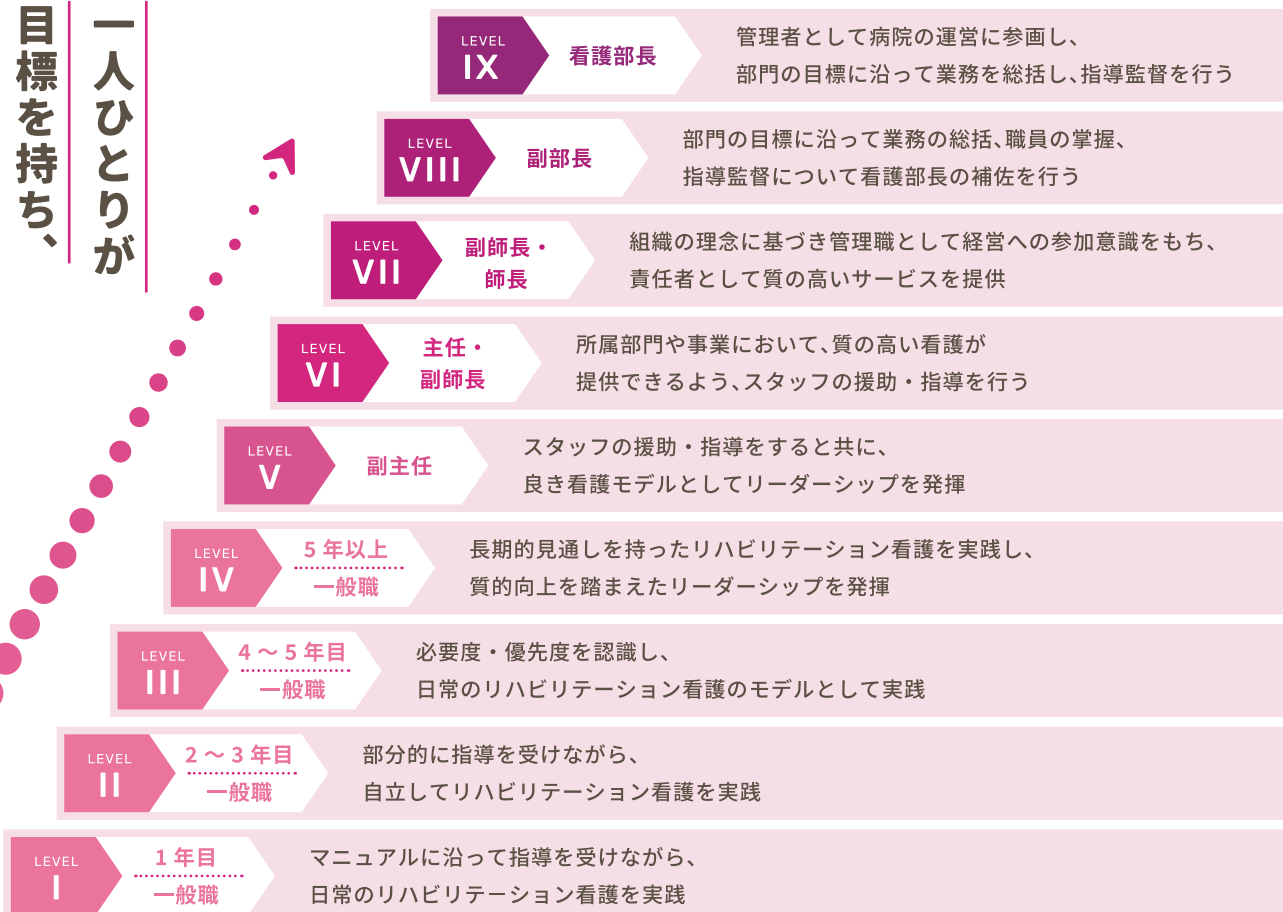 一人ひとりが
目標を持ち、
LEVEL
IX
看護部長
管理者として病院の運営に参画し、
部門の目標に沿って業務を総括し、指導監督を行う
LEVEL
VIII
副部長
部門の目標に沿って業務の総括、職員の掌握、
指導監督について看護部長の補佐を行う
LEVEL
VII
副師長・
師長
組織の理念に基づき管理職として経営への参加意識をもち、
責任者として質の高いサービスを提供
LEVEL
VI
主任・
副師長
所属部門や事業において、質の高い看護が
提供できるよう、スタッフの援助・指導を行う
LEVEL
V
副主任
スタッフの援助・指導をすると共に、
良き看護モデルとしてリーダーシップを発揮
LEVEL
IV
5 年以上
一般職
長期的見通しを持ったリハビリテーション看護を実践し、
質的向上を踏まえたリーダーシップを発揮
LEVEL
III
4 〜 5 年目
一般職
必要度・優先度を認識し、
日常のリハビリテーション看護のモデルとして実践
LEVEL
II
2 〜 3 年目
一般職
部分的に指導を受けながら、
自立してリハビリテーション看護を実践
LEVEL
I
1 年目
一般職
マニュアルに沿って指導を受けながら、
日常のリハビリテーション看護を実践